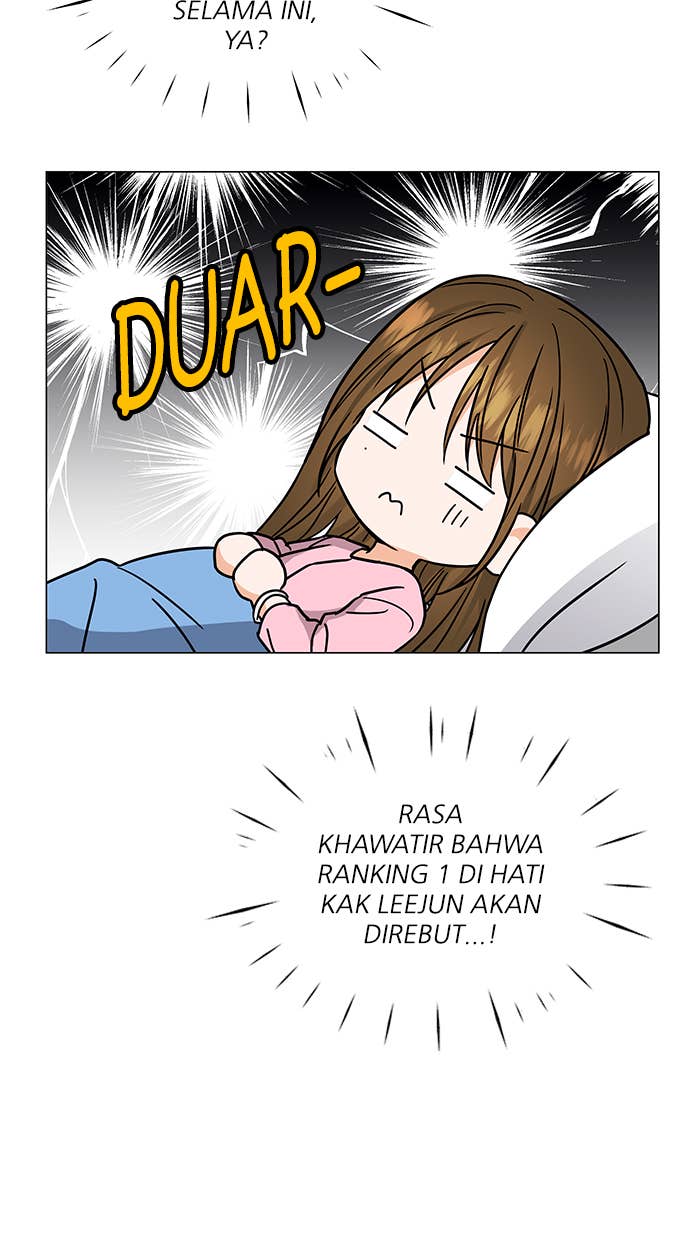 SELAMA INI,
YA?
DUAR-
RASA
KHAWATIR BAHWA
RANKING 1 DI HATI
KAK LEEJUN AKAN
DIREBUT...!